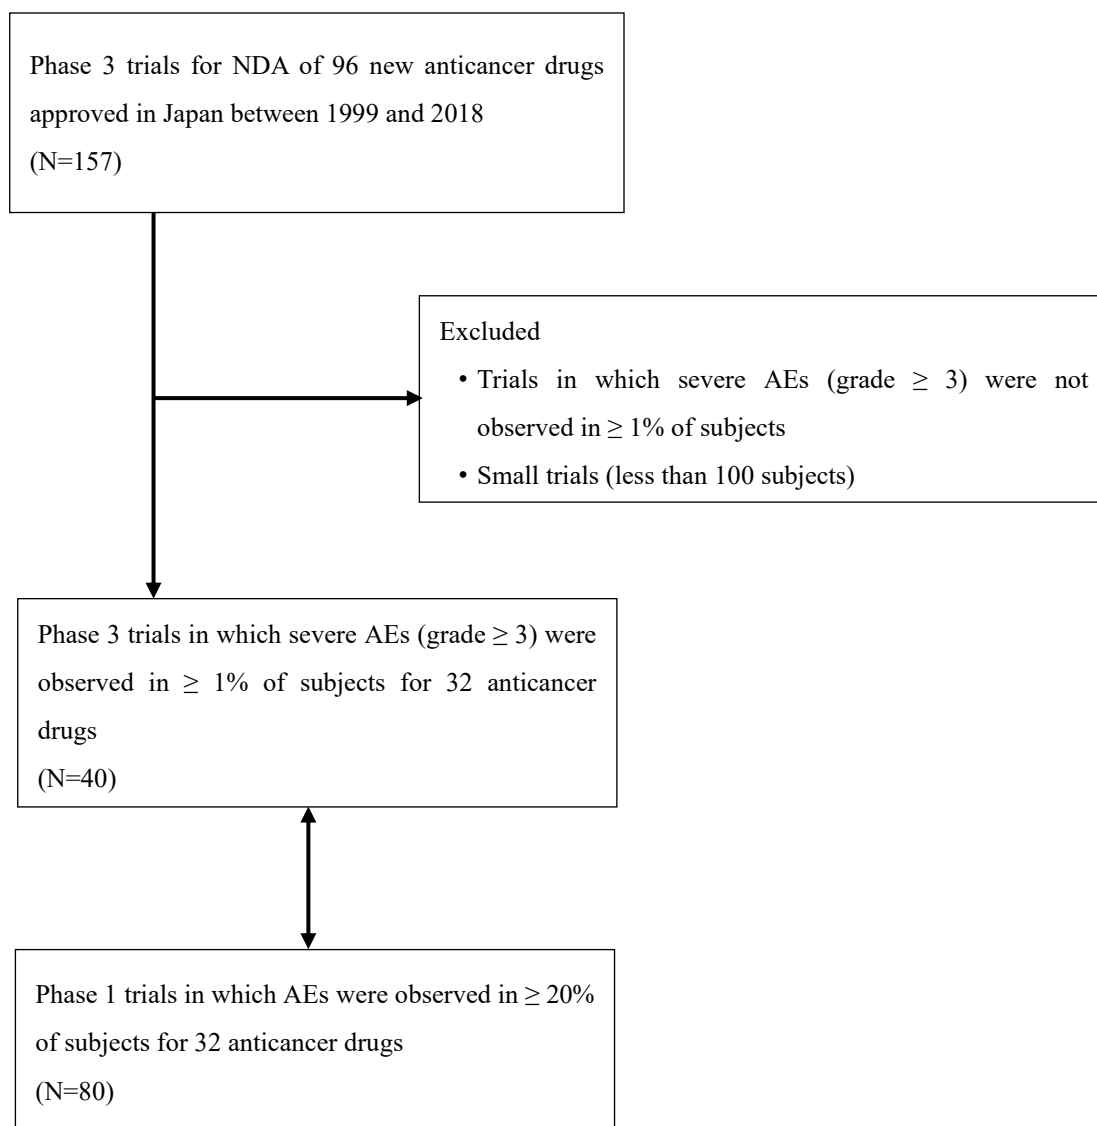 Phase 3 trials for NDA of 96 new anticancer drugs
approved in Japan between 1999 and 2018
(N=157)
Excluded
・Trials in which severe AEs (grade ≥ 3) were not
observed in ≥ 1% of subjects
・Small trials (less than 100 subjects)
Phase 3 trials in which severe AEs (grade ≥ 3) were
observed in ≥ 1% of subjects for 32 anticancer
drugs
(N=40)
Phase 1 trials in which AEs were observed in ≥ 20%
of subjects for 32 anticancer drugs
(N=80)